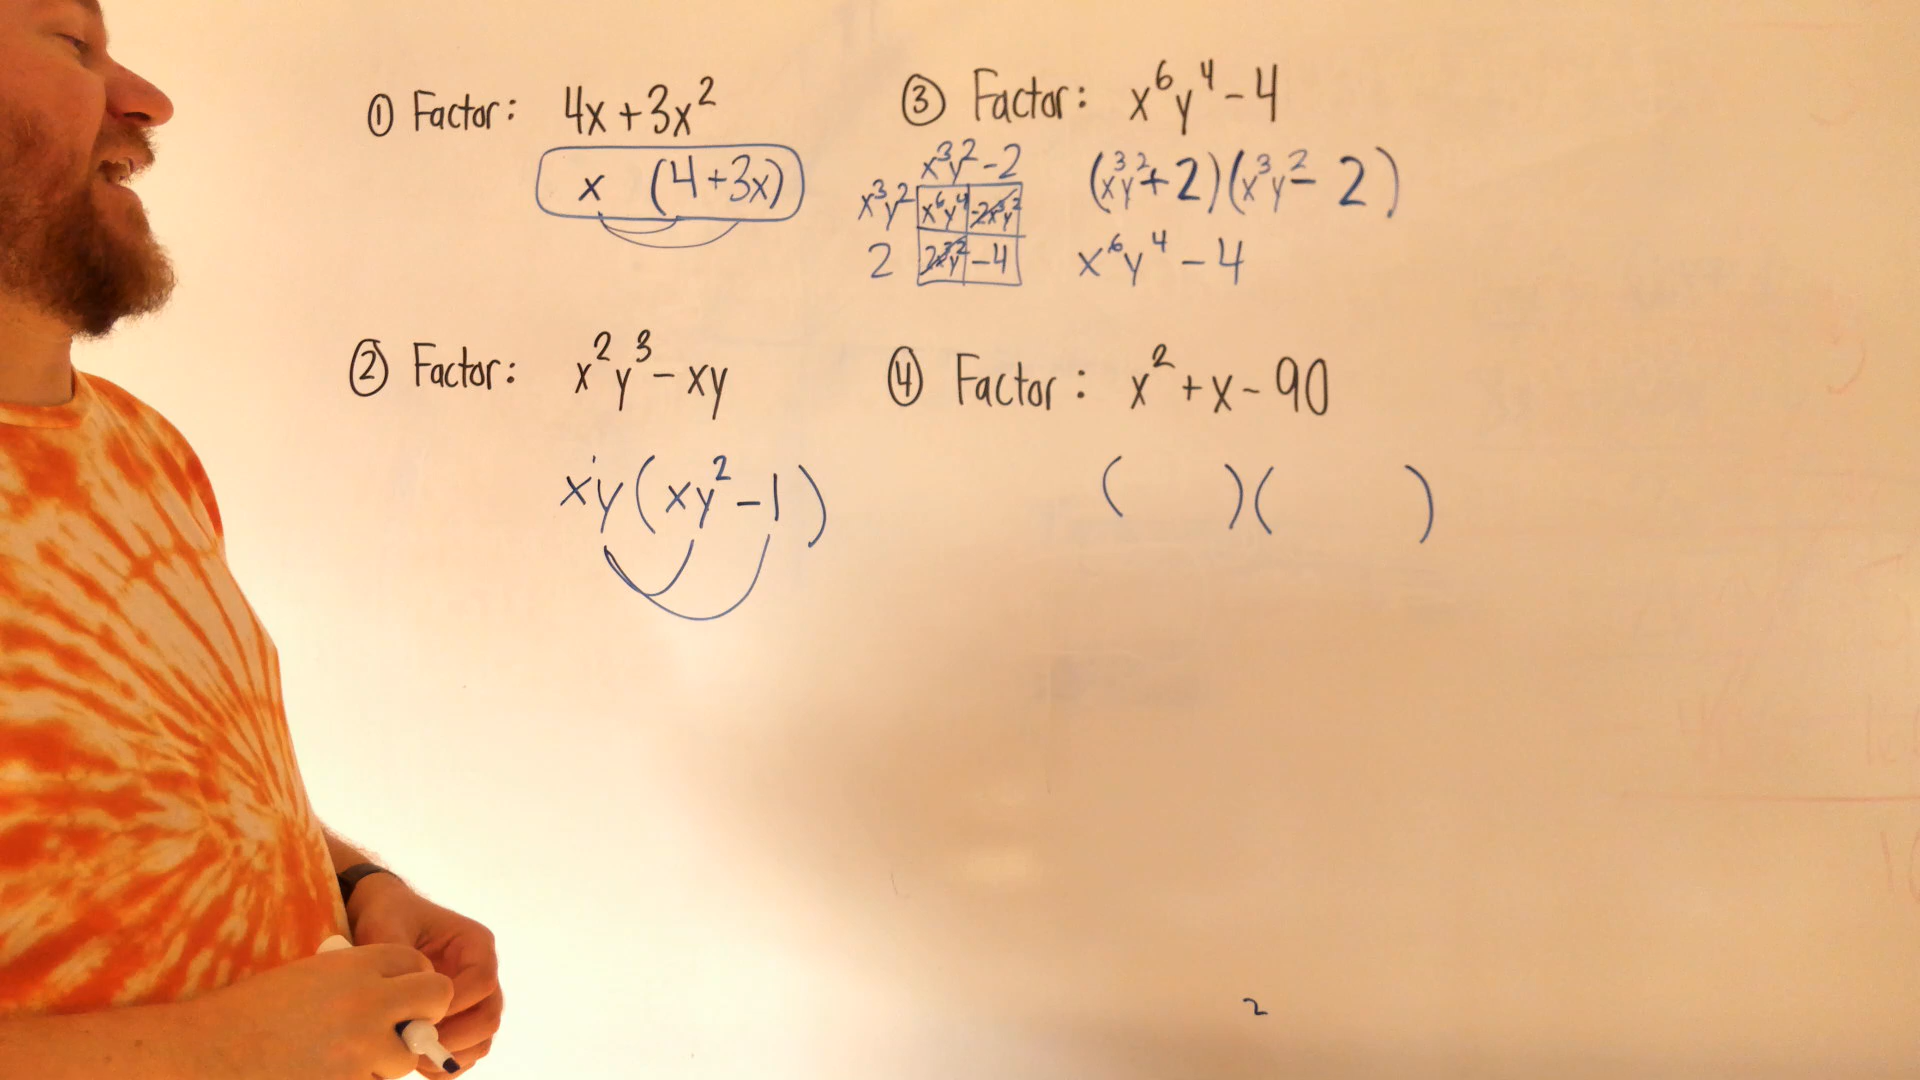 ① Factor: 4x + 3x²
x (4+3x)
② Factor: x²y³ - xy
xy(xy² - 1)
③ Factor: x⁶y⁴ - 4
x³y² - 2
x³y² x⁶y⁴ -2x³y²
2 2x³y² -4
(x³y² + 2)(x³y² - 2)
x⁶y⁴ - 4
④ Factor: x² + x - 90
( )( )
2